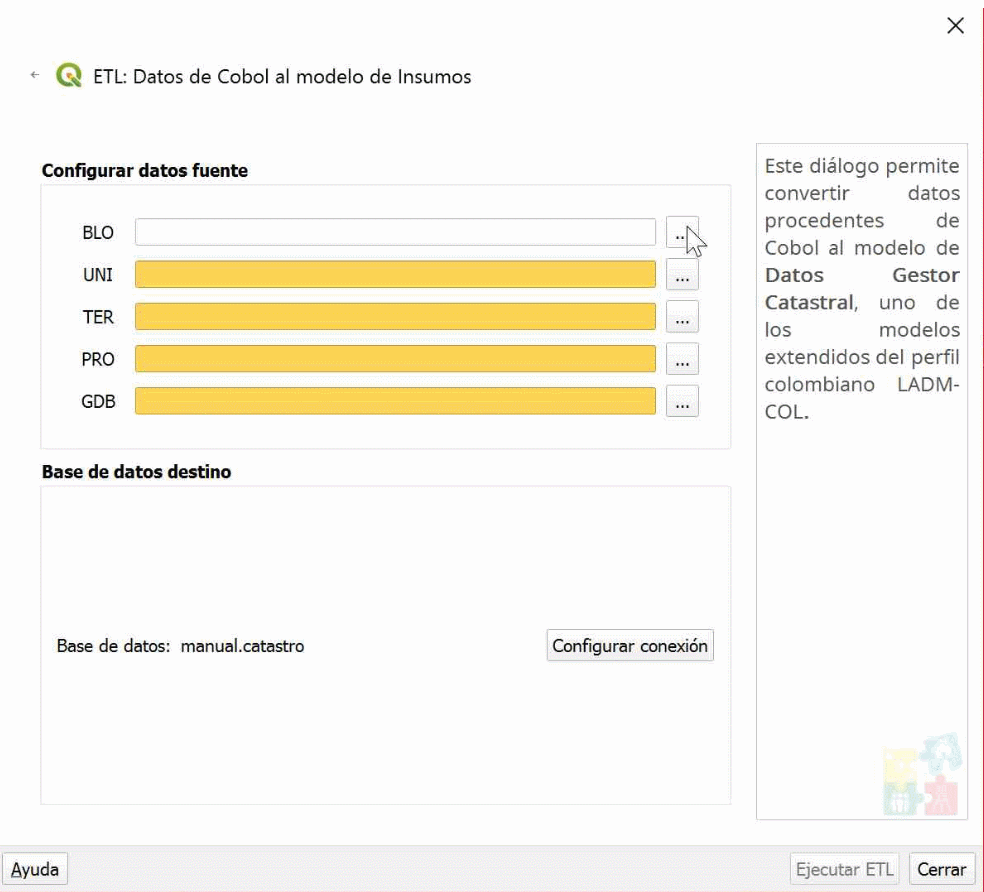 ETL: Datos de Cobol al modelo de Insumos
Configurar datos fuente
BLO
..
UNI
...
TER
...
PRO
...
GDB
...
Base de datos destino
Base de datos: manual.catastro
Configurar conexión
Este diálogo permite
convertir datos
procedentes de
Cobol al modelo de
Datos Gestor
Catastral, uno de
los modelos
extendidos del perfil
colombiano LADM-
COL.
Ayuda
Ejecutar ETL
Cerrar